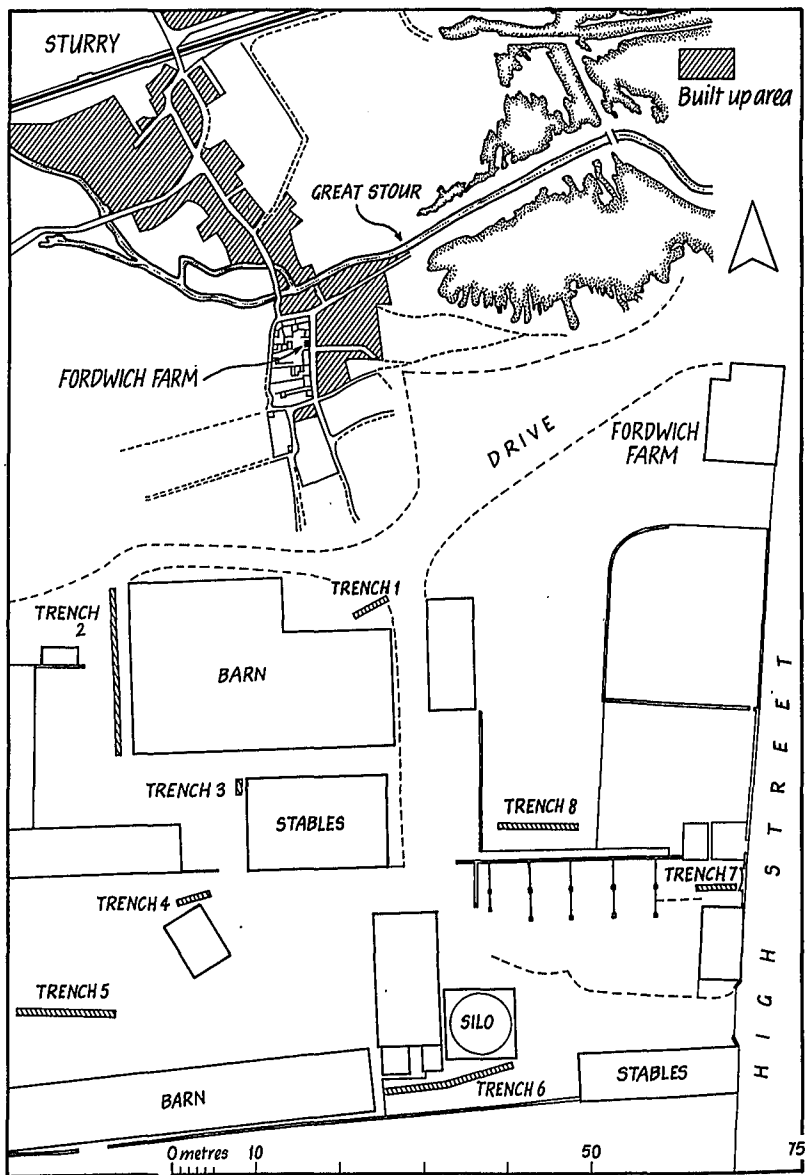 STURRY
Built up area
GREAT STOUR
FORDWICH FARM
DRIVE
FORDWICH
FARM
TRENCH 1
TRENCH
2
BARN
HIGH STREET
TRENCH 3
STABLES
TRENCH 8
TRENCH 7
TRENCH 4
TRENCH 5
SILO
TRENCH 6
STABLES
BARN
0 metres 10 50 75